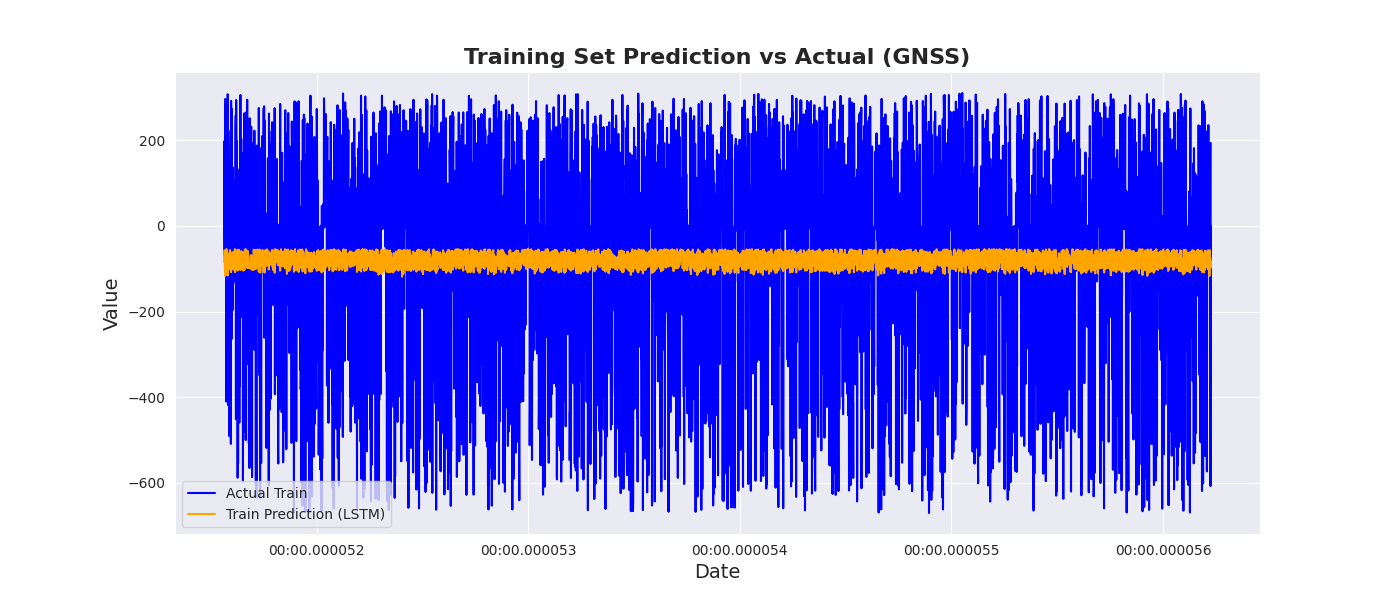 Training Set Prediction vs Actual (GNSS)
Value
200
0
−200
−400
−600
Actual Train
Train Prediction (LSTM)
00:00.000052
00:00.000053
00:00.000054
00:00.000055
00:00.000056
Date